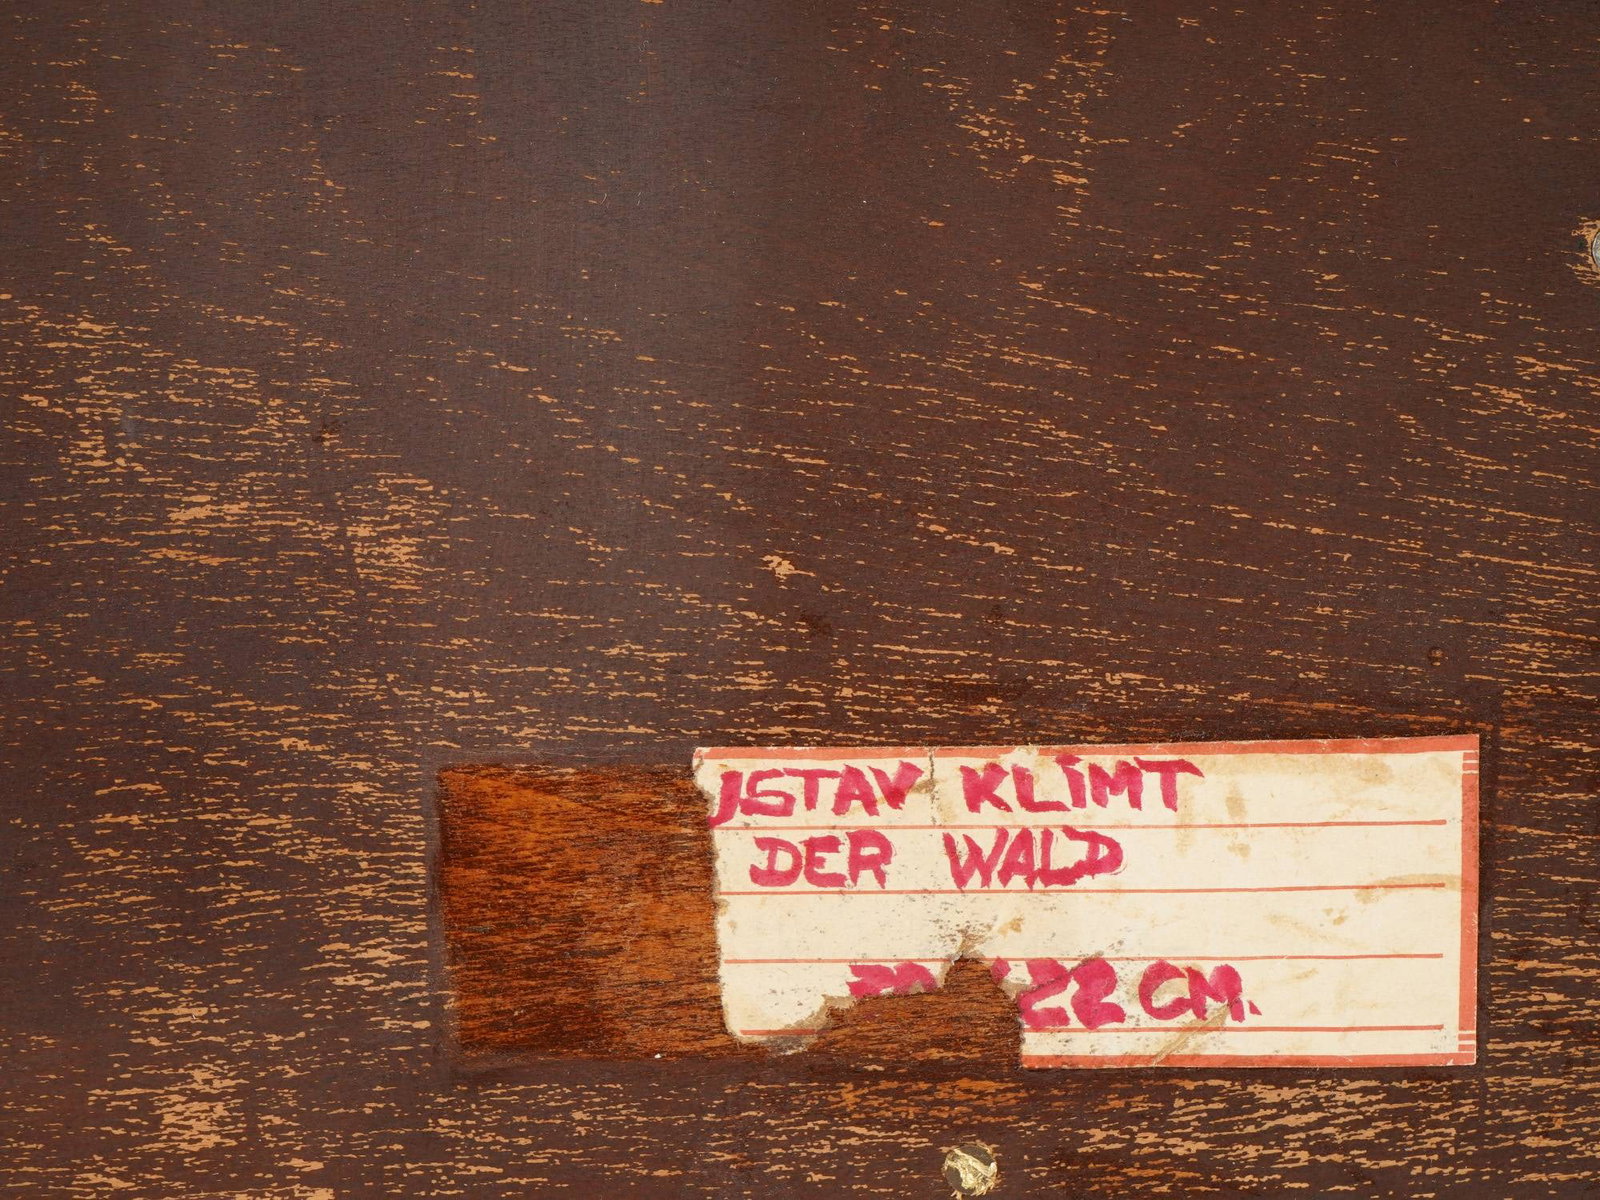 USTAV KLIMT
DER WALD
22 CM.